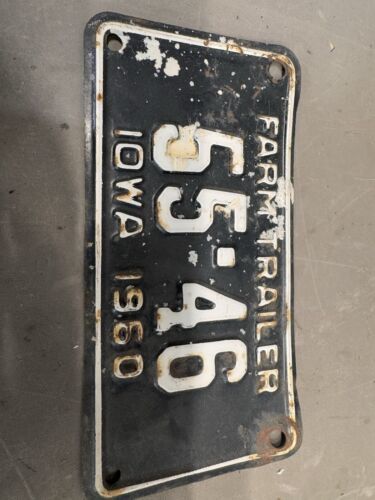 FARM TRAILER
55·46
IOWA 1960